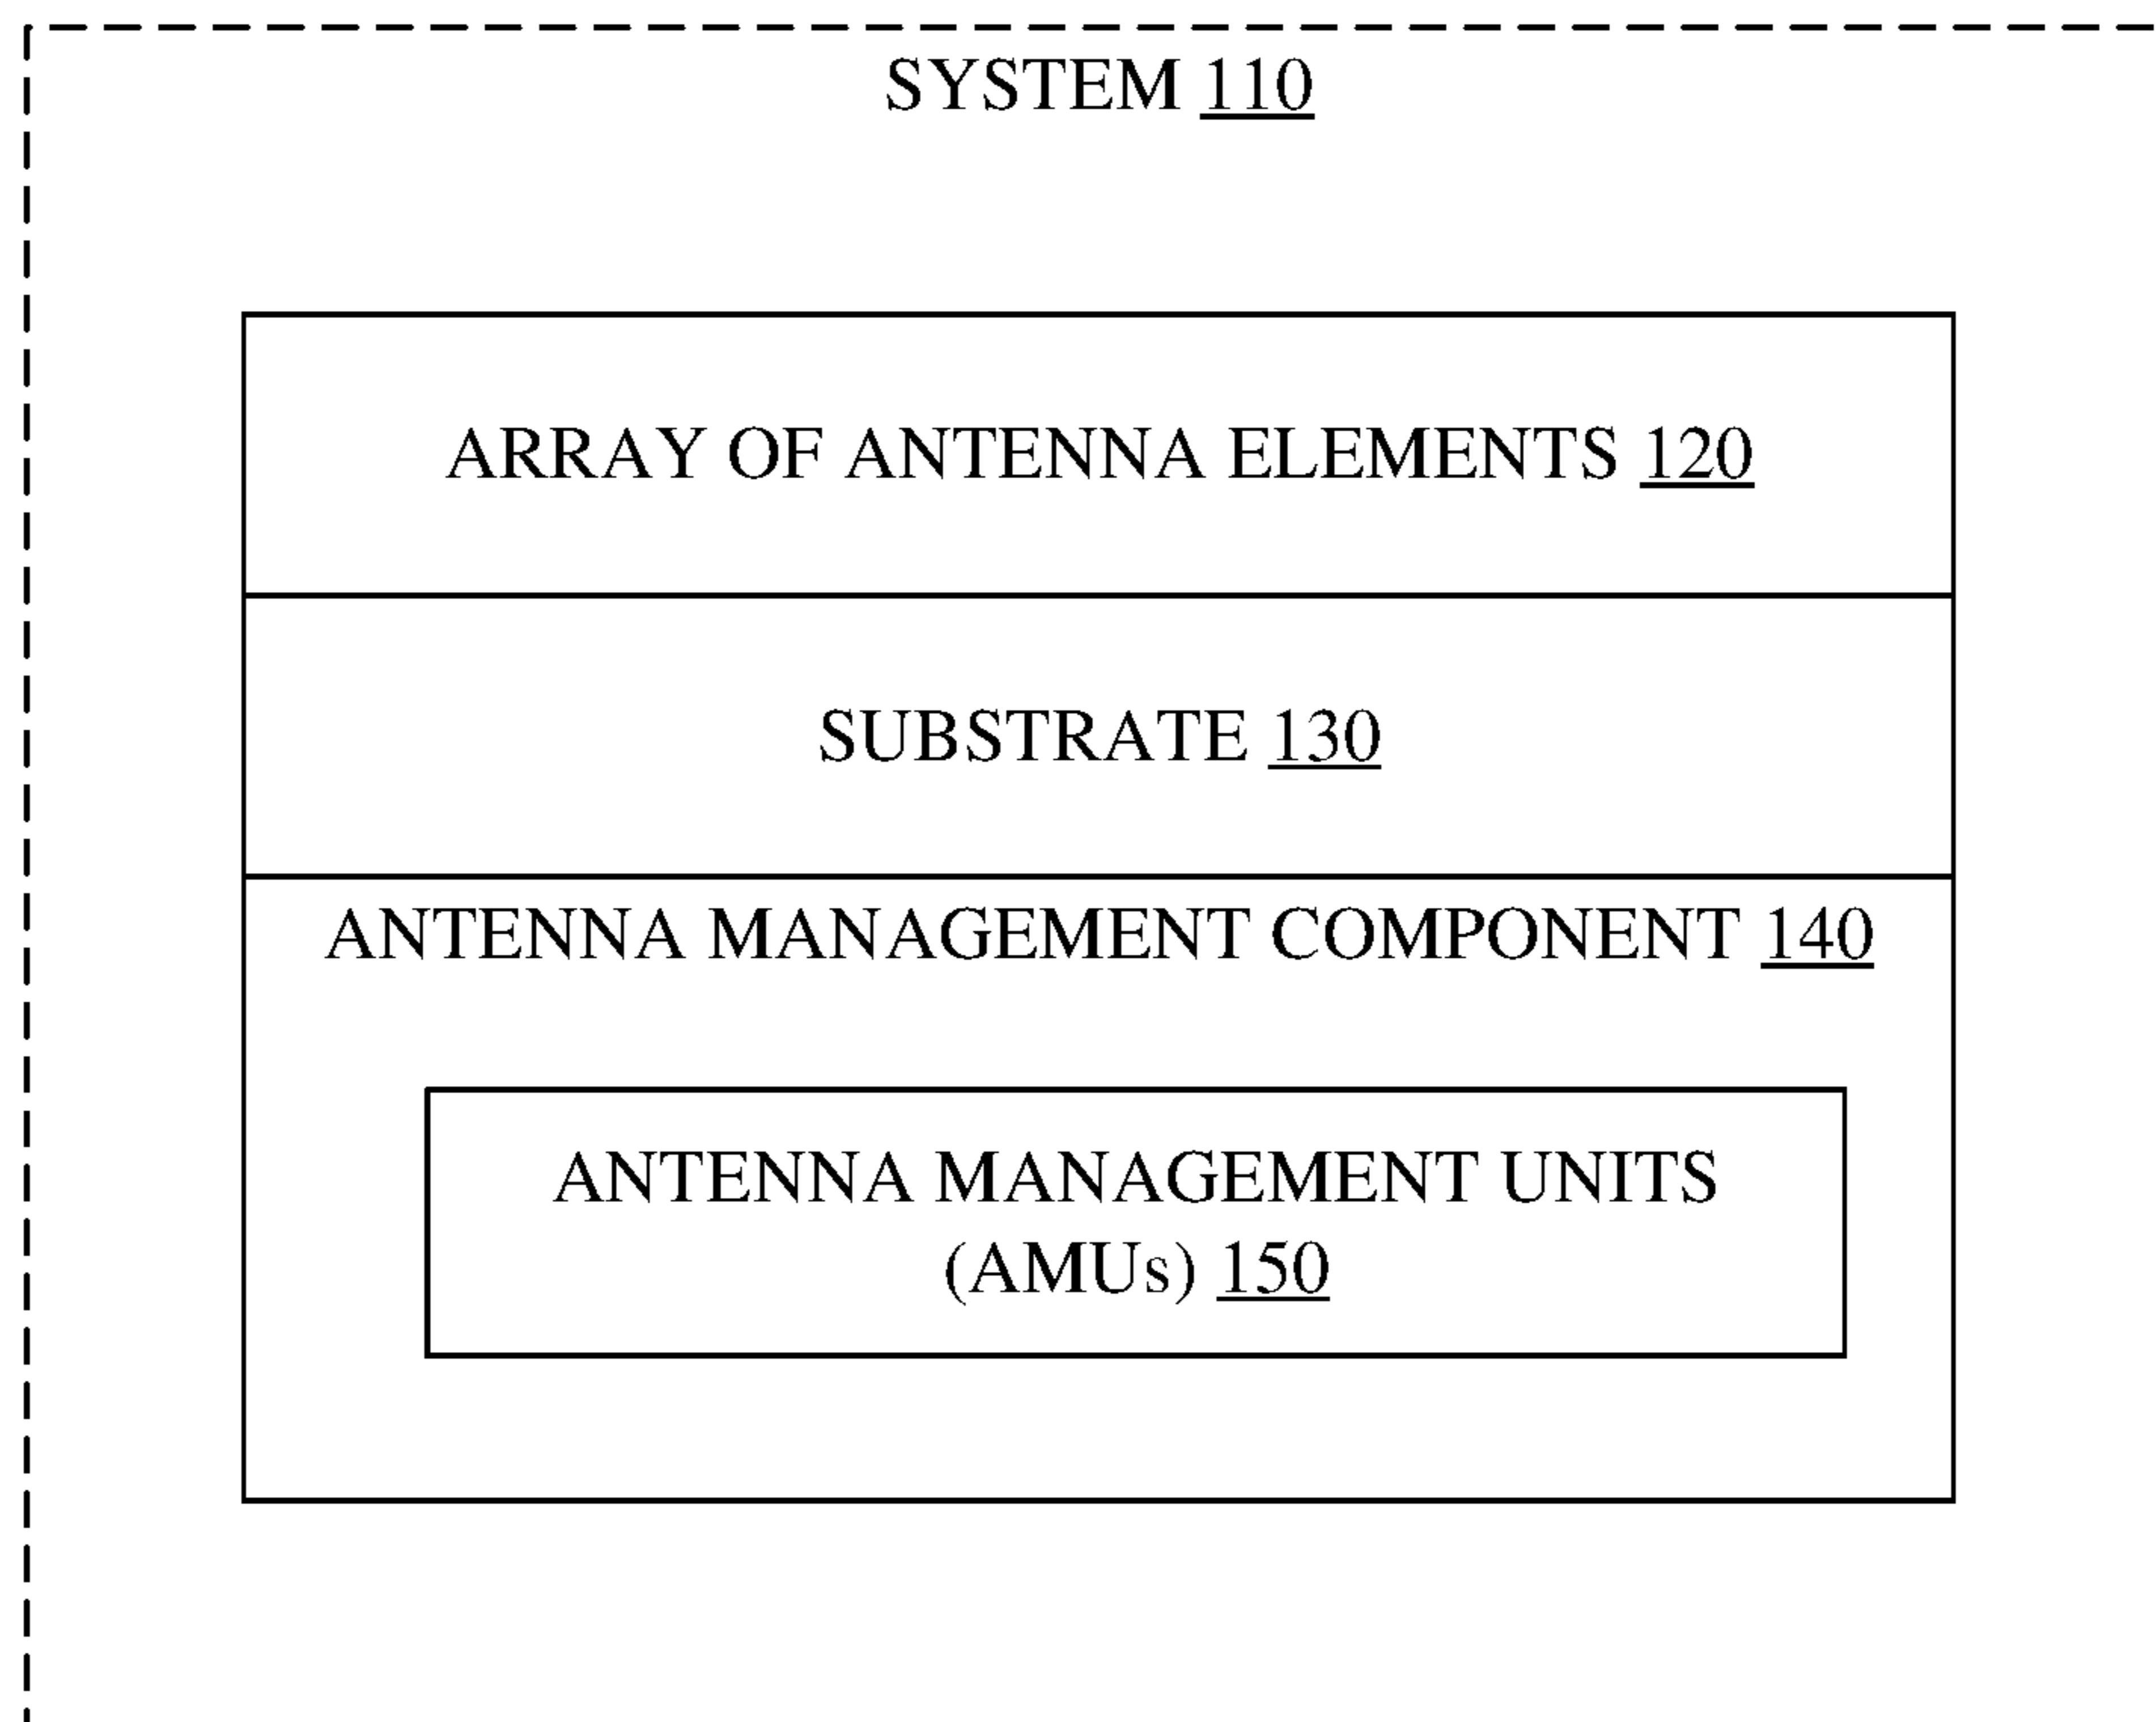 SYSTEM 110
ARRAY OF ANTENNA ELEMENTS 120
SUBSTRATE 130
ANTENNA MANAGEMENT COMPONENT 140
ANTENNA MANAGEMENT UNITS
(AMUs) 150